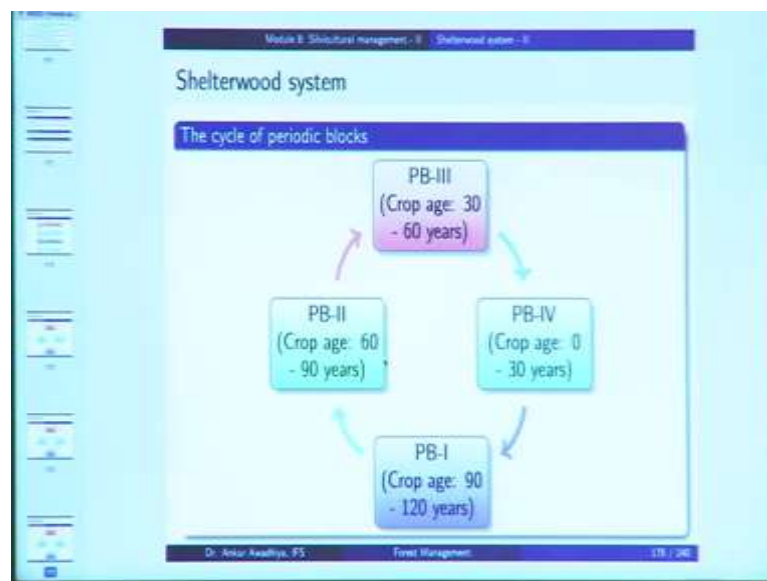 Module 8: Silvicultural management - II Shelterwood system - II
Shelterwood system
The cycle of periodic blocks
PB-III
(Crop age: 30
- 60 years)
PB-II
(Crop age: 60
- 90 years)
PB-IV
(Crop age: 0
- 30 years)
PB-I
(Crop age: 90
- 120 years)
Dr. Ankur Awadhiya, IFS Forest Management